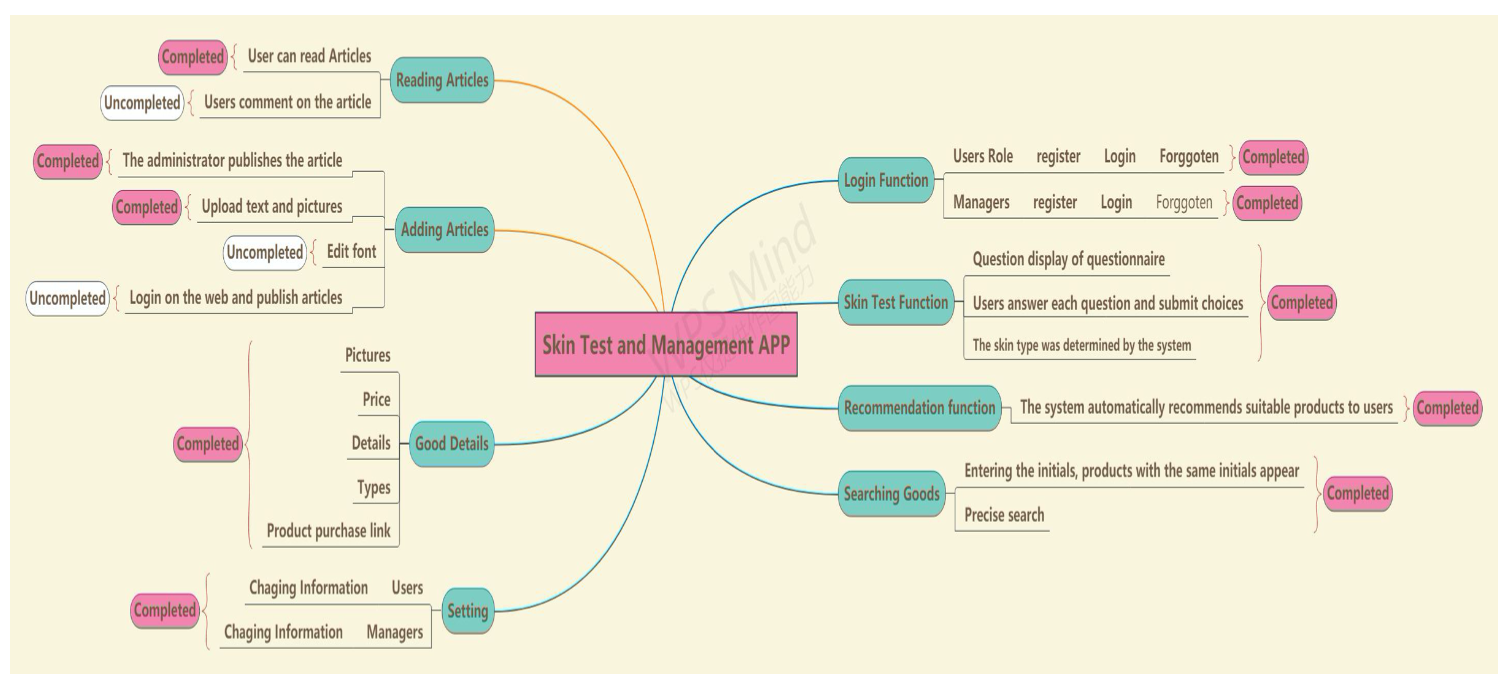 Completed
User can read Articles
Uncompleted
Users comment on the article
Reading Articles
Completed
The administrator publishes the article
Completed
Upload text and pictures
Uncompleted
Edit font
Uncompleted
Login on the web and publish articles
Adding Articles
Completed
Pictures
Price
Details
Types
Product purchase link
Good Details
Completed
Chaging Information Users
Chaging Information Managers
Setting
Skin Test and Management APP
WPS Mind
Login Function
Users Role register Login Forggoten
Completed
Managers register Login Forggoten
Completed
Skin Test Function
Question display of questionnaire
Users answer each question and submit choices
The skin type was determined by the system
Completed
Recommendation function
The system automatically recommends suitable products to users
Completed
Searching Goods
Entering the initials, products with the same initials appear
Precise search
Completed